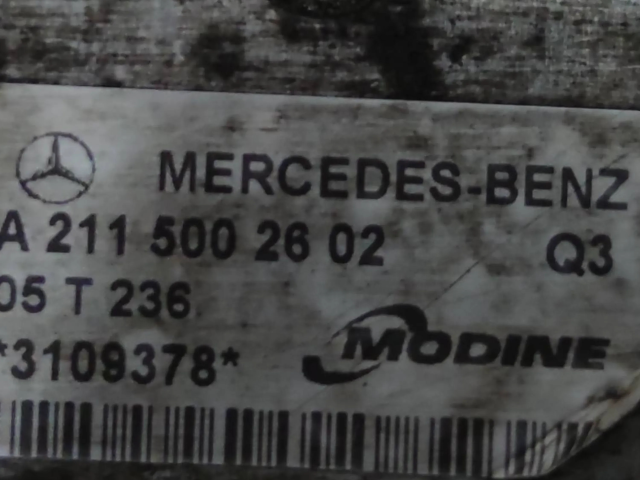 MERCEDES-BENZ
A 211 500 26 02 Q3
05 T 236
*3109378* MODINE